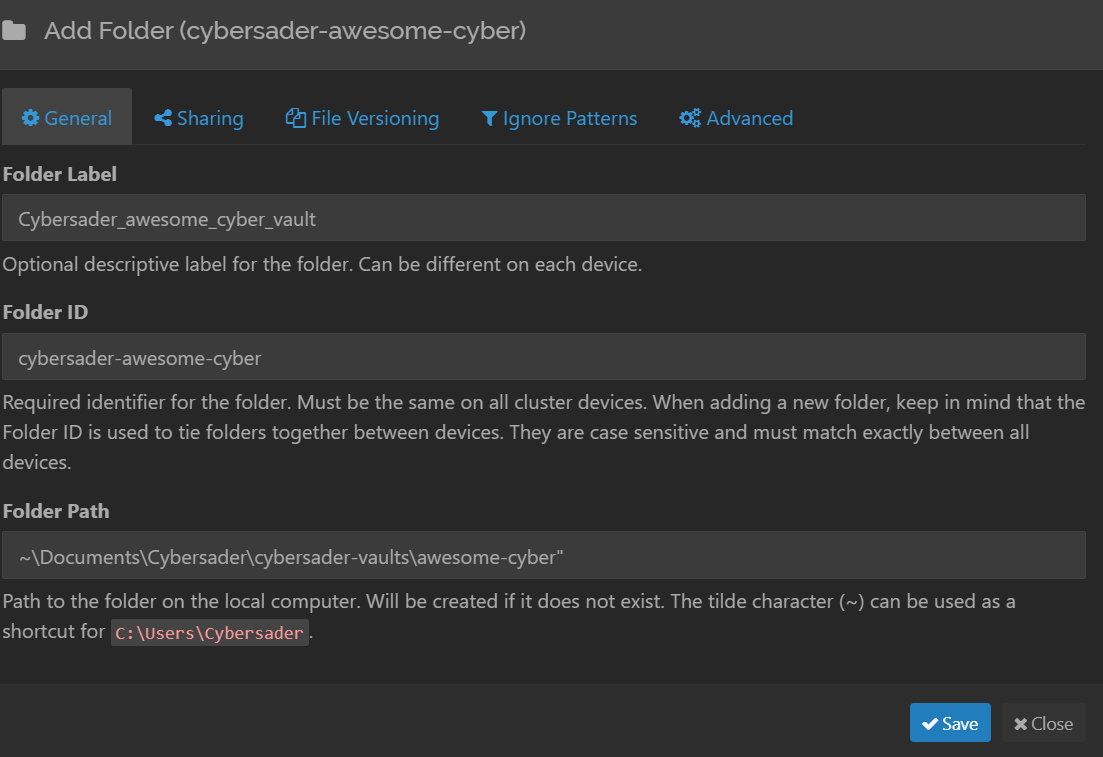 Add Folder (cybersader-awesome-cyber)
General Sharing File Versioning Ignore Patterns Advanced
Folder Label
Cybersader_awesome_cyber_vault
Optional descriptive label for the folder. Can be different on each device.
Folder ID
cybersader-awesome-cyber
Required identifier for the folder. Must be the same on all cluster devices. When adding a new folder, keep in mind that the
Folder ID is used to tie folders together between devices. They are case sensitive and must match exactly between all
devices.
Folder Path
~\Documents\Cybersader\cybersader-vaults\awesome-cyber"
Path to the folder on the local computer. Will be created if it does not exist. The tilde character (~) can be used as a
shortcut for C:\Users\Cybersader.
Save Close